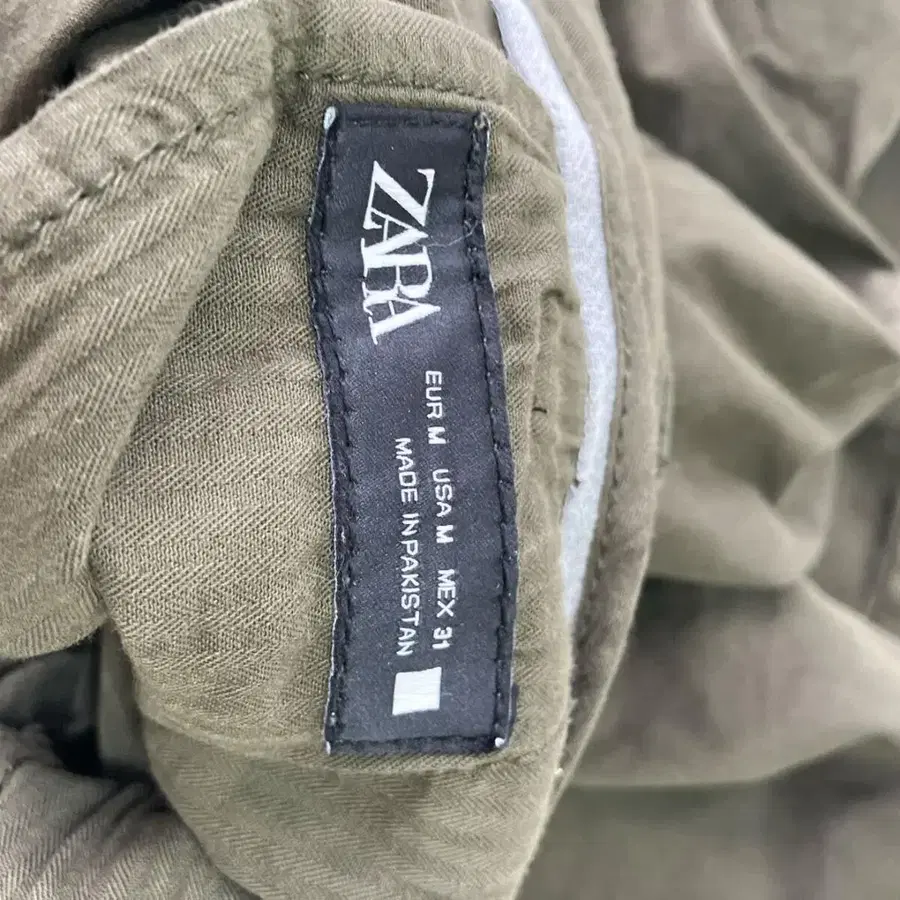 ZARA
EUR M USA M MEX 31
MADE IN PAKISTAN